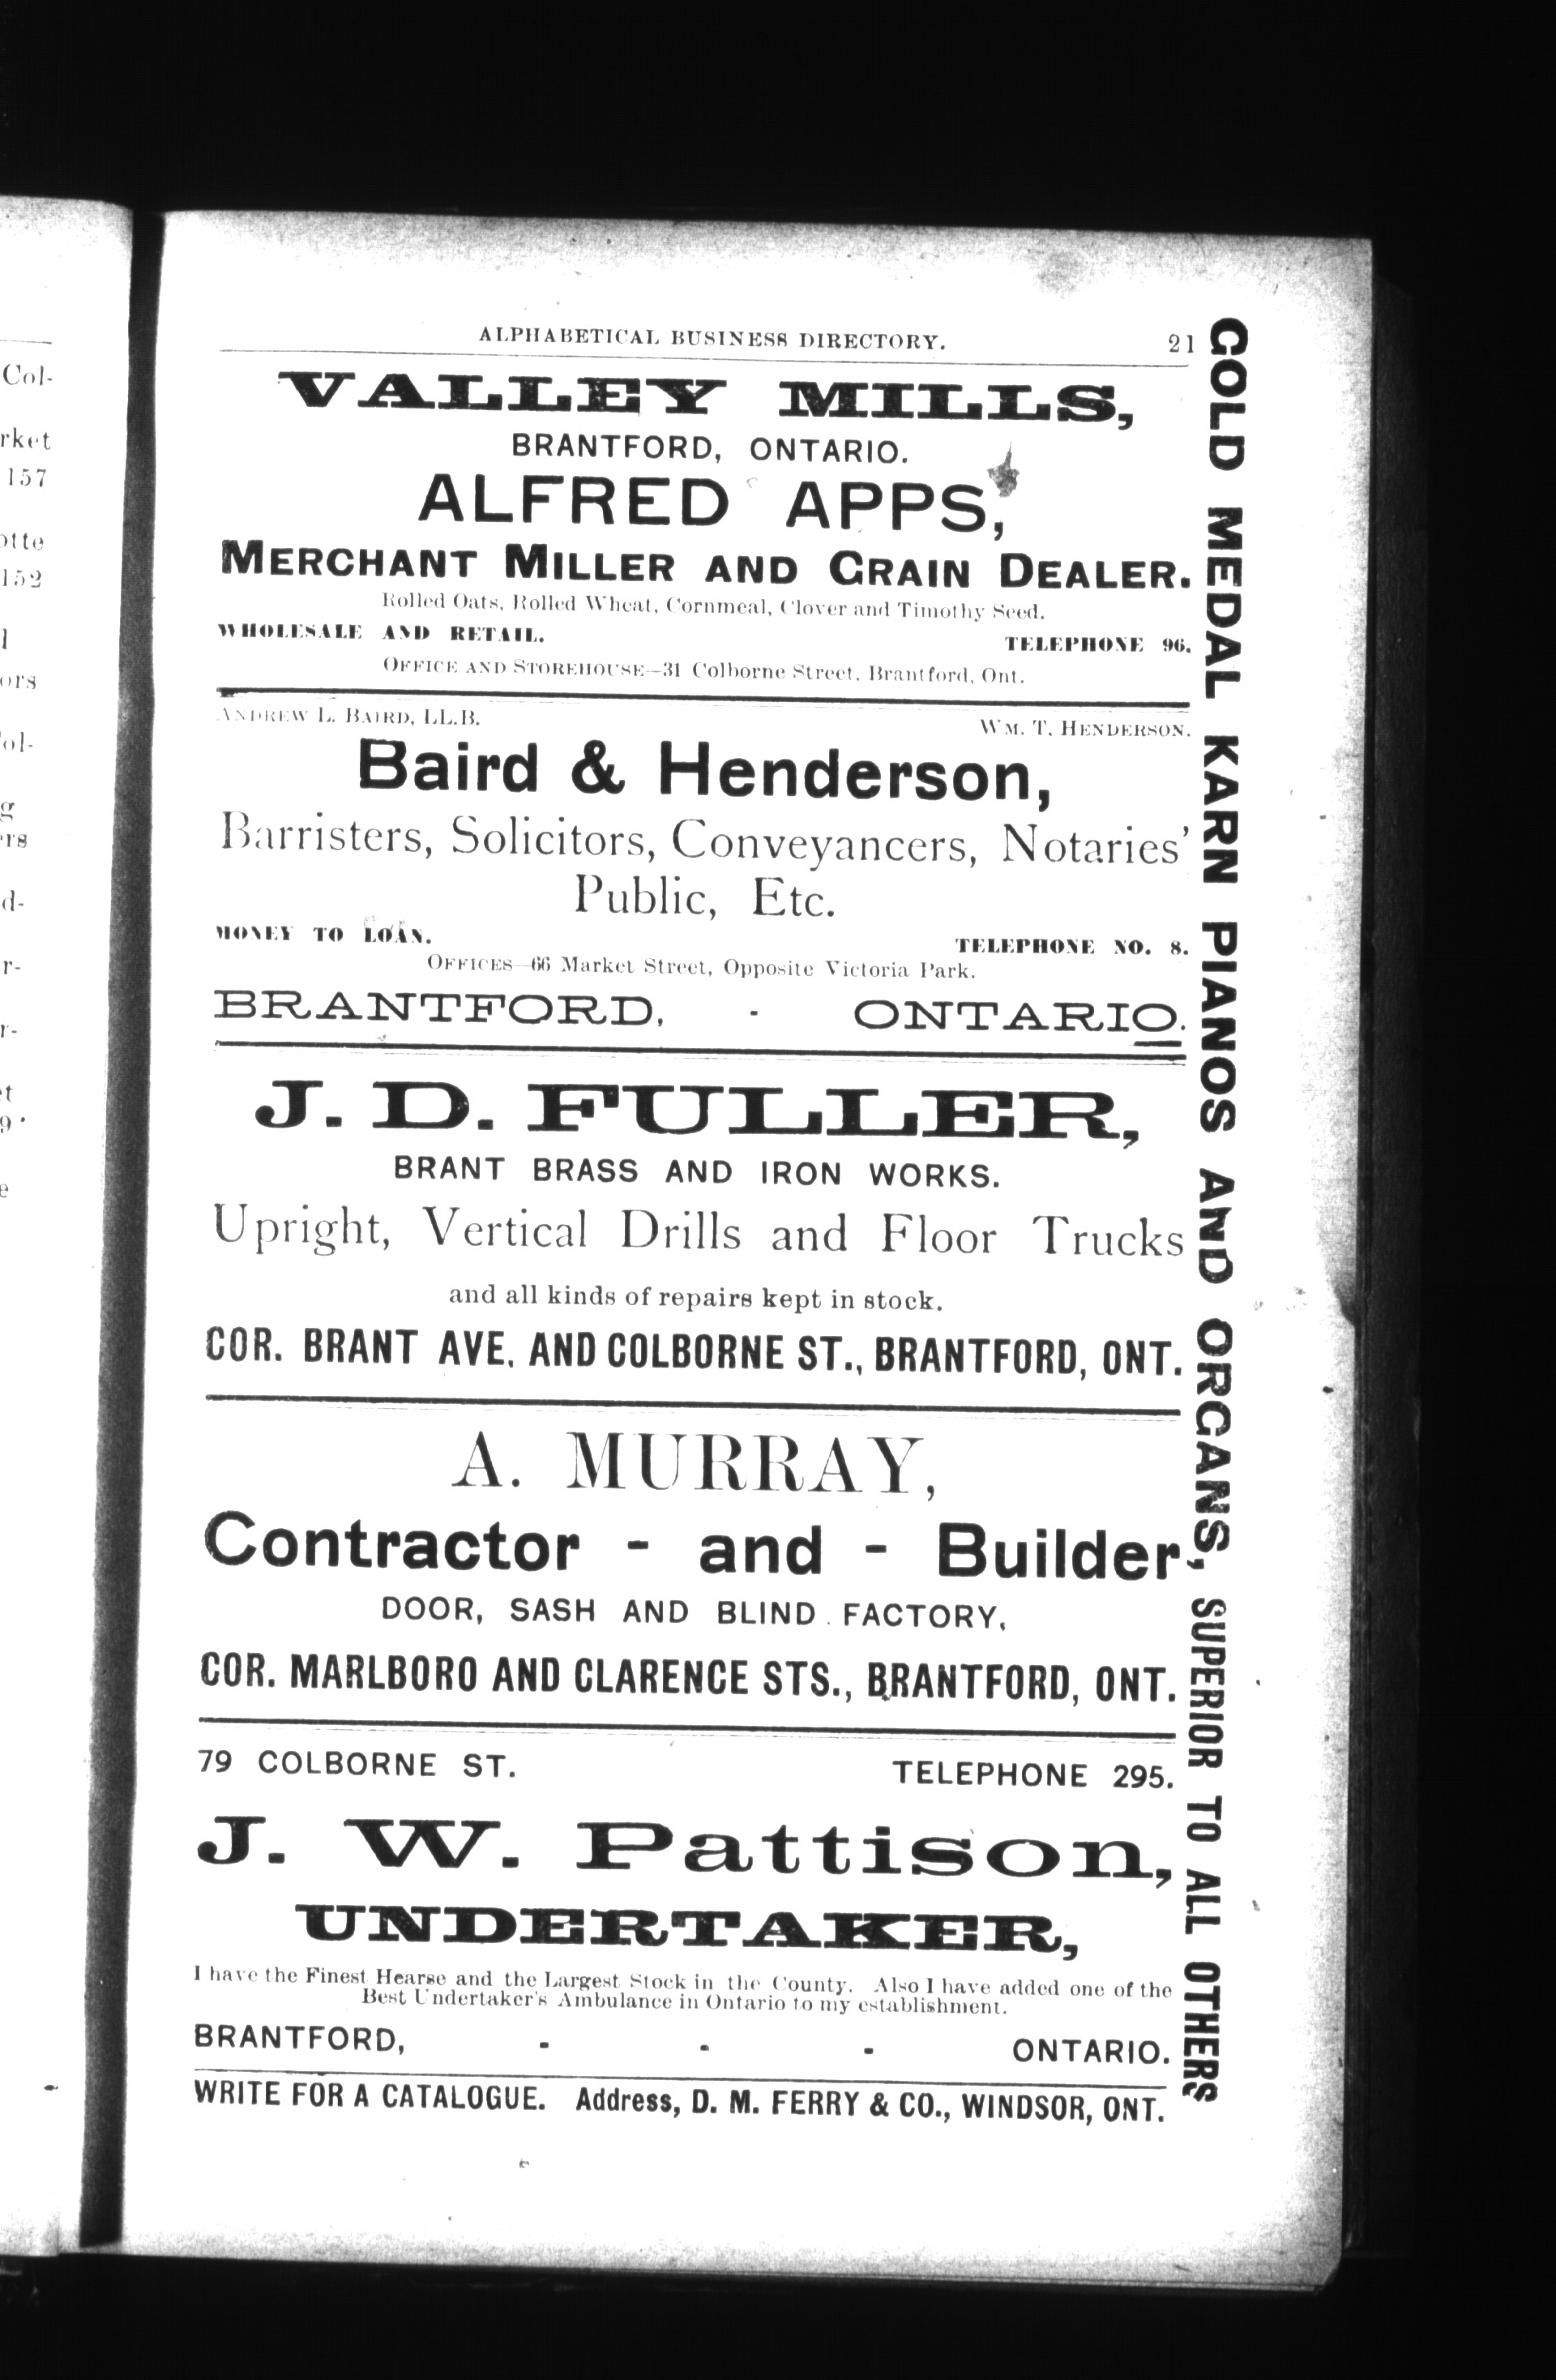 ALPHABETICAL BUSINESS DIRECTORY. 21
VALLEY MILLS,
BRANTFORD, ONTARIO.
ALFRED APPS,
MERCHANT MILLER AND GRAIN DEALER.
Rolled Oats, Rolled Wheat, Cornmeal, Clover and Timothy Seed.
WHOLESALE AND RETAIL. TELEPHONE 96.
OFFICE AND STOREHOUSE—31 Colborne Street, Brantford, Ont.
ANDREW L. BAIRD, LL.B. WM. T. HENDERSON.
Baird & Henderson,
Barristers, Solicitors, Conveyancers, Notaries'
Public, Etc.
MONEY TO LOAN. TELEPHONE NO. 8.
OFFICES—66 Market Street, Opposite Victoria Park.
BRANTFORD, - ONTARIO.
J. D. FULLER,
BRANT BRASS AND IRON WORKS.
Upright, Vertical Drills and Floor Trucks
and all kinds of repairs kept in stock.
COR. BRANT AVE. AND COLBORNE ST., BRANTFORD, ONT.
A. MURRAY,
Contractor - and - Builder,
DOOR, SASH AND BLIND FACTORY,
COR. MARLBORO AND CLARENCE STS., BRANTFORD, ONT.
79 COLBORNE ST. TELEPHONE 295.
J. W. Pattison,
UNDERTAKER,
I have the Finest Hearse and the Largest Stock in the County. Also I have added one of the
Best Undertaker's Ambulance in Ontario to my establishment.
BRANTFORD, - - - ONTARIO.
WRITE FOR A CATALOGUE. Address, D. M. FERRY & CO., WINDSOR, ONT.
GOLD MEDAL KARN PIANOS AND ORGANS, SUPERIOR TO ALL OTHERS
Col-
rket
157
otte
152
ors